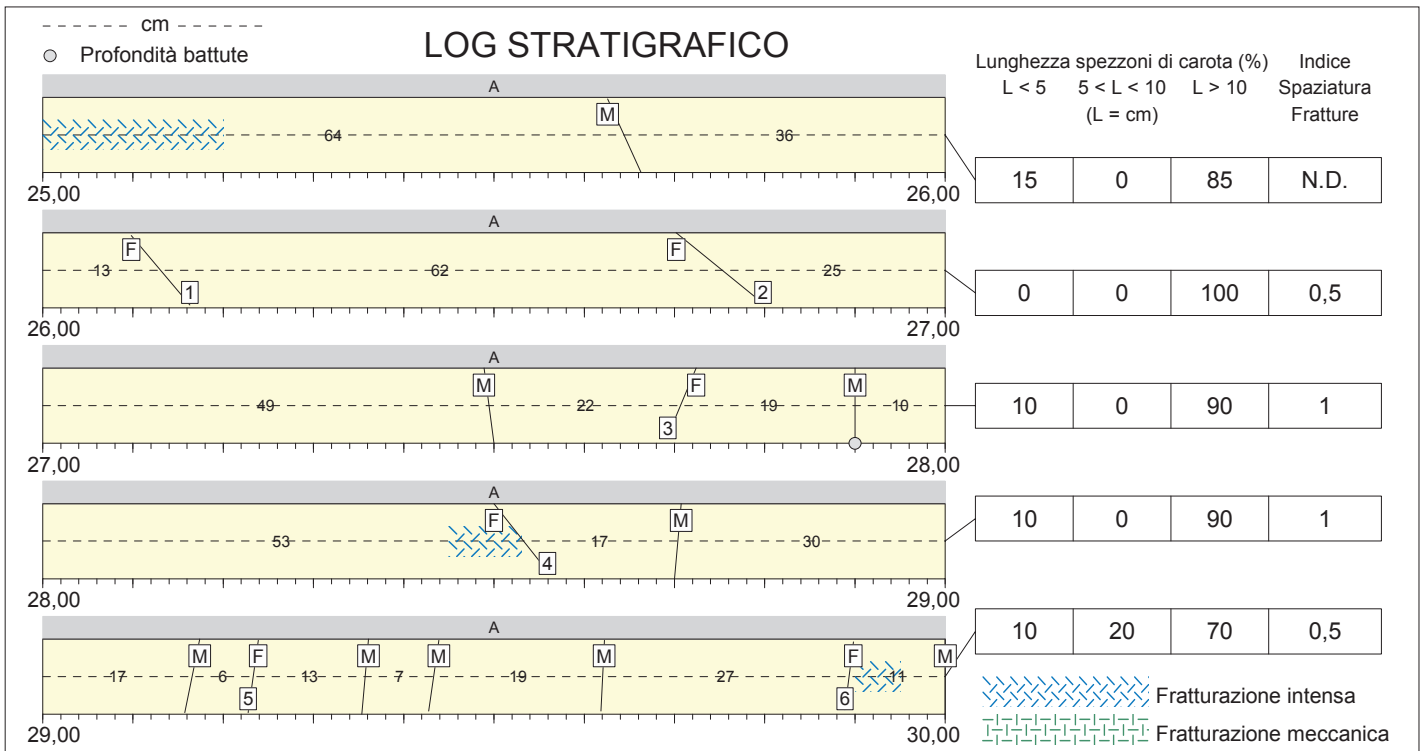 cm
Profondità battute
LOG STRATIGRAFICO
Lunghezza spezzoni di carota (%) Indice
L < 5 5 < L < 10 L > 10 Spaziatura
(L = cm) Fratture
A
M
64 36
25,00 26,00
15 0 85 N.D.
A
F F
13 62 25
1 2
26,00 27,00
0 0 100 0,5
A
M F M
49 22 19 10
3
27,00 28,00
10 0 90 1
A
F M
53 17 30
4
28,00 29,00
10 0 90 1
A
M F M M M F M
17 6 13 7 19 27 11
5 6
29,00 30,00
10 20 70 0,5
Fratturazione intensa
Fratturazione meccanica